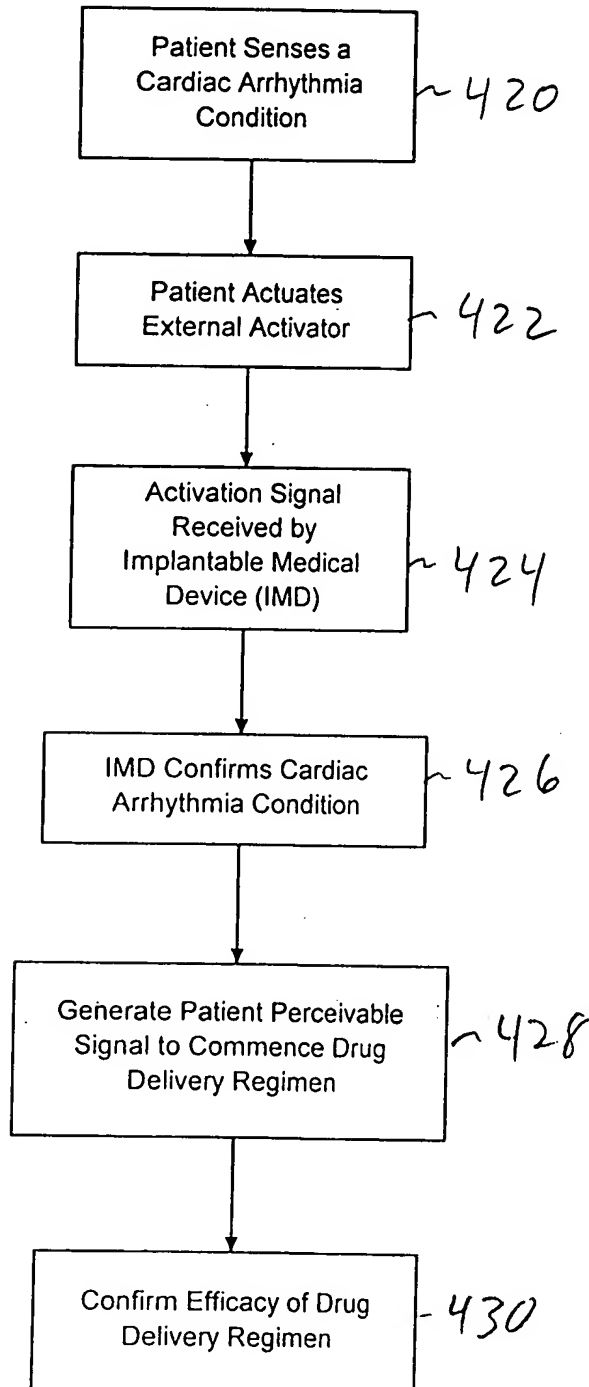 Patient Senses a
Cardiac Arrhythmia
Condition
~ 420
Patient Actuates
External Activator
~ 422
Activation Signal
Received by
Implantable Medical
Device (IMD)
~ 424
IMD Confirms Cardiac
Arrhythmia Condition
~ 426
Generate Patient Perceivable
Signal to Commence Drug
Delivery Regimen
~ 428
Confirm Efficacy of Drug
Delivery Regimen
- 430